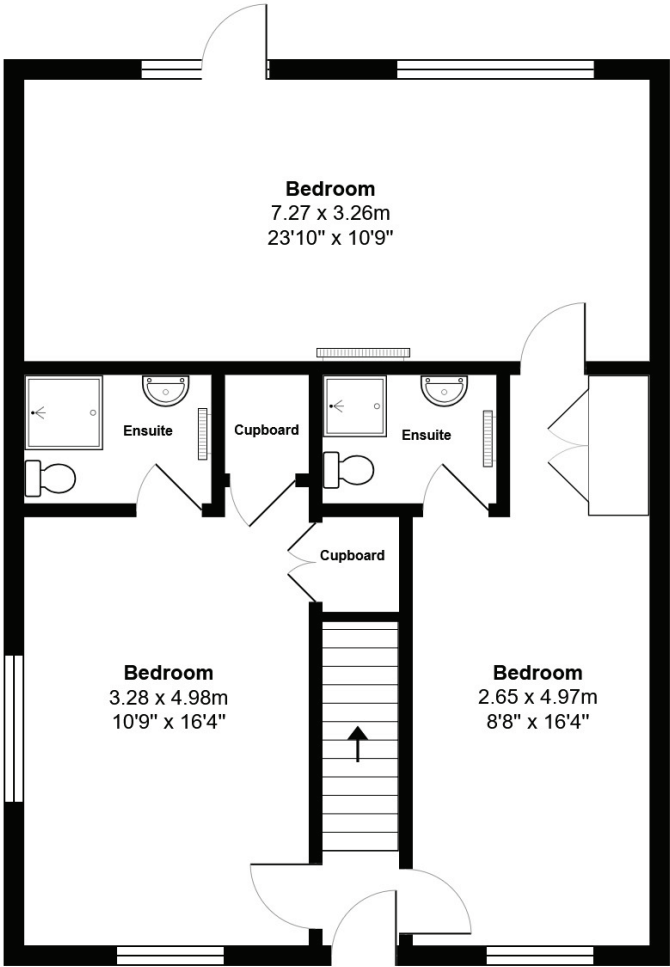 Bedroom
7.27 x 3.26m
23'10" x 10'9"
Ensuite
Cupboard
Ensuite
Cupboard
Bedroom
3.28 x 4.98m
10'9" x 16'4"
Bedroom
2.65 x 4.97m
8'8" x 16'4"